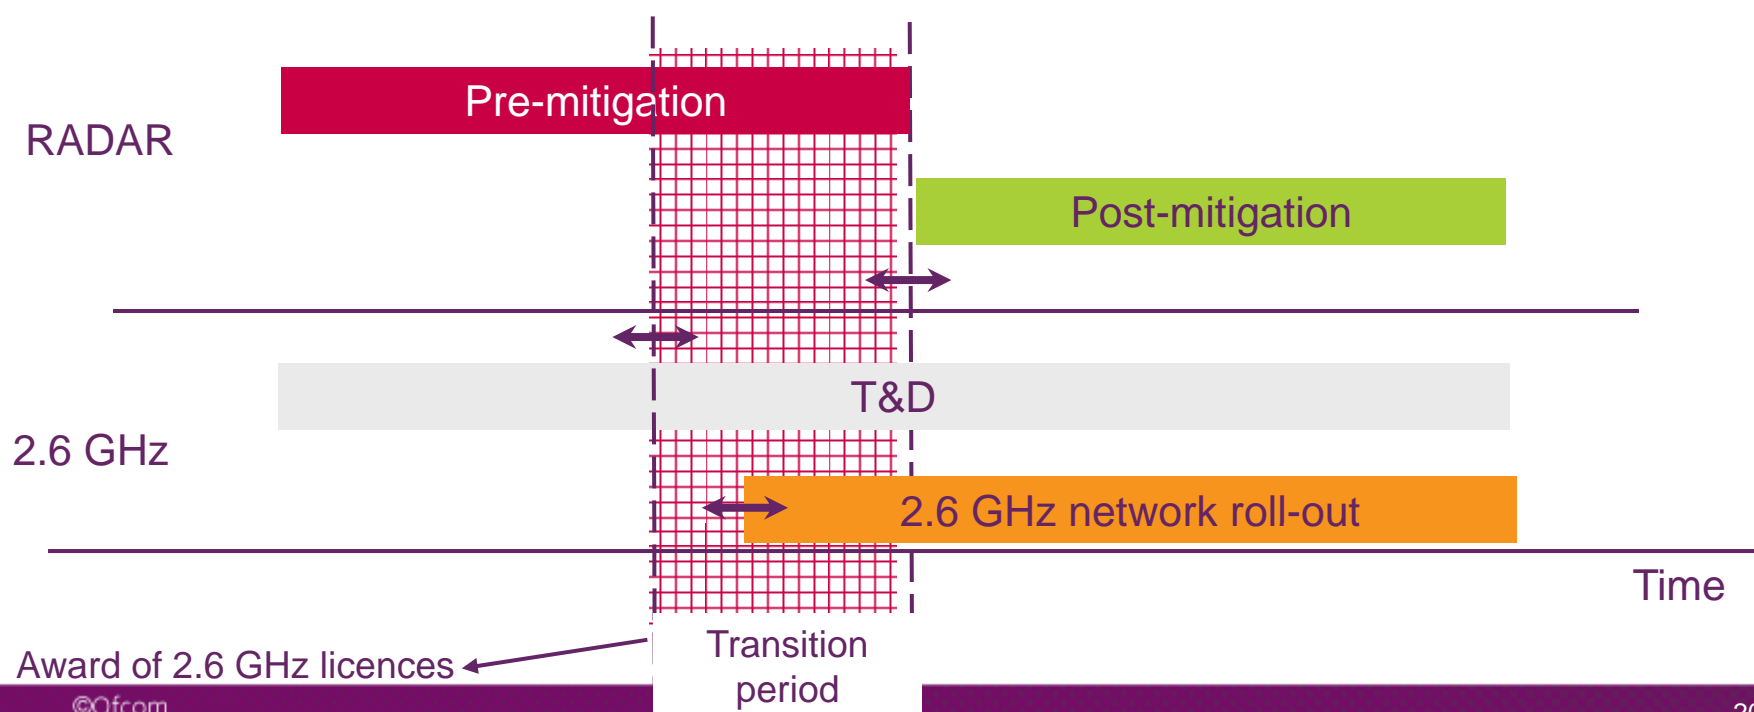 Pre-mitigation
RADAR
Post-mitigation
T&D
2.6 GHz
2.6 GHz network roll-out
Time
Transition
period
Award of 2.6 GHz licences
©Ofcom